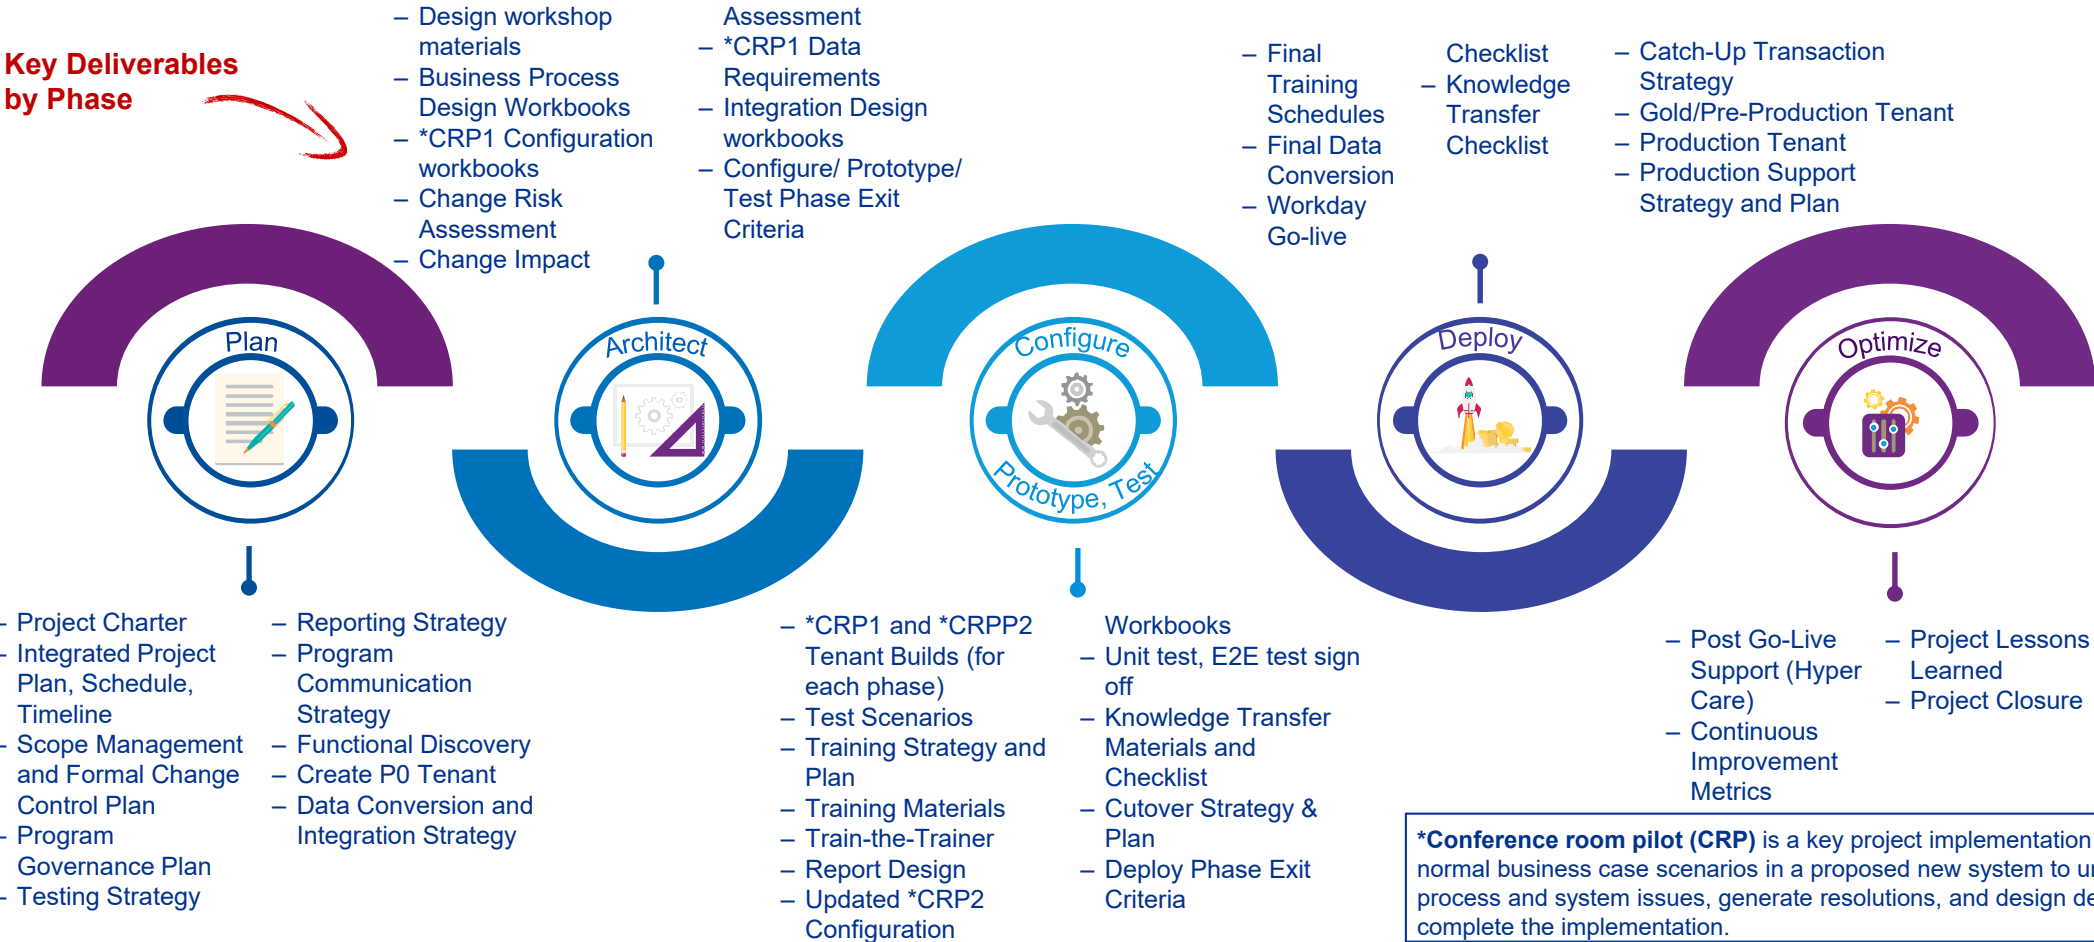 Key Deliverables
by Phase
– Design workshop
materials
– Business Process
Design Workbooks
– *CRP1 Configuration
workbooks
– Change Risk
Assessment
– Change Impact
Assessment
– *CRP1 Data
Requirements
– Integration Design
workbooks
– Configure/ Prototype/
Test Phase Exit
Criteria
– Final
Training
Schedules
– Final Data
Conversion
– Workday
Go-live
Checklist
– Knowledge
Transfer
Checklist
– Catch-Up Transaction
Strategy
– Gold/Pre-Production Tenant
– Production Tenant
– Production Support
Strategy and Plan
Plan
Architect
Configure
Prototype, Test
Deploy
Optimize
– Project Charter
– Integrated Project
Plan, Schedule,
Timeline
– Scope Management
and Formal Change
Control Plan
– Program
Governance Plan
– Testing Strategy
– Reporting Strategy
– Program
Communication
Strategy
– Functional Discovery
– Create P0 Tenant
– Data Conversion and
Integration Strategy
– *CRP1 and *CRPP2
Tenant Builds (for
each phase)
– Test Scenarios
– Training Strategy and
Plan
– Training Materials
– Train-the-Trainer
– Report Design
– Updated *CRP2
Configuration
Workbooks
– Unit test, E2E test sign
off
– Knowledge Transfer
Materials and
Checklist
– Cutover Strategy &
Plan
– Deploy Phase Exit
Criteria
– Post Go-Live
Support (Hyper
Care)
– Continuous
Improvement
Metrics
– Project Lessons
Learned
– Project Closure
*Conference room pilot (CRP) is a key project implementation
normal business case scenarios in a proposed new system to
process and system issues, generate resolutions, and design
complete the implementation.